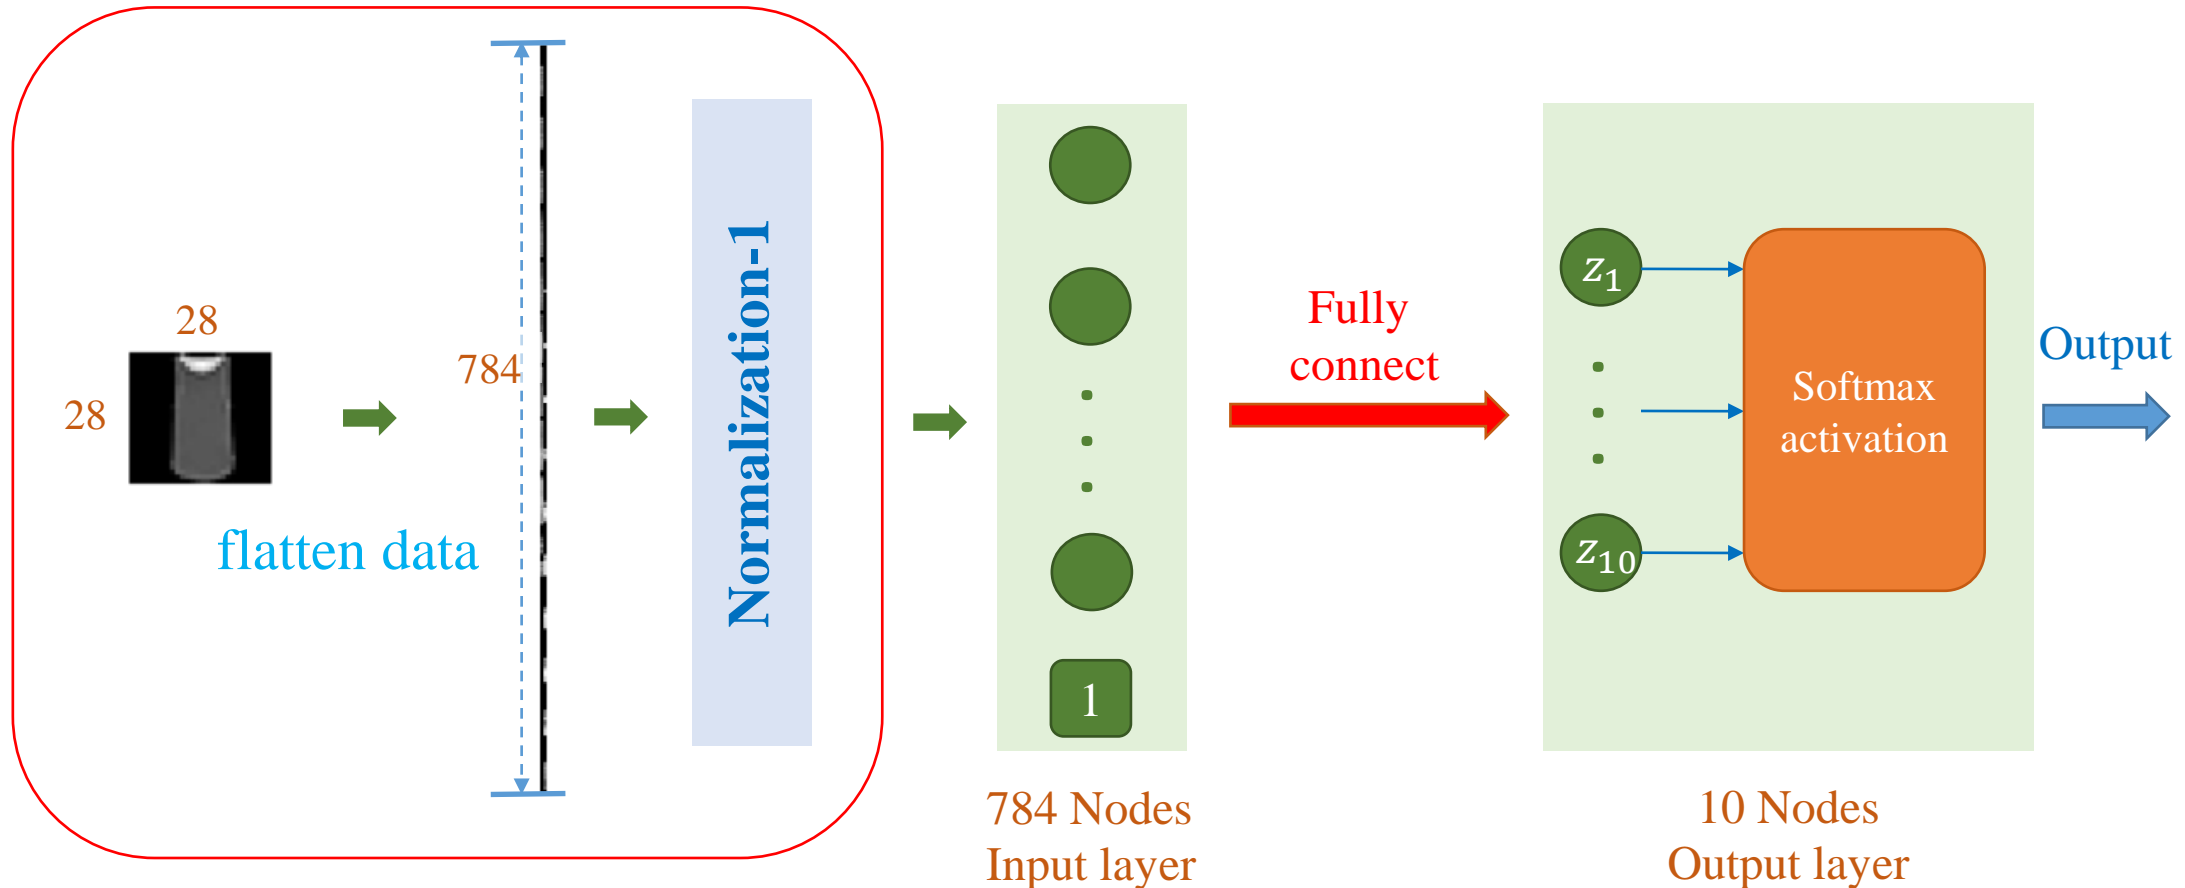 28
28
flatten data
784
Normalization-1
1
784 Nodes
Input layer
Fully
connect
z₁
z₁₀
Softmax
activation
10 Nodes
Output layer
Output